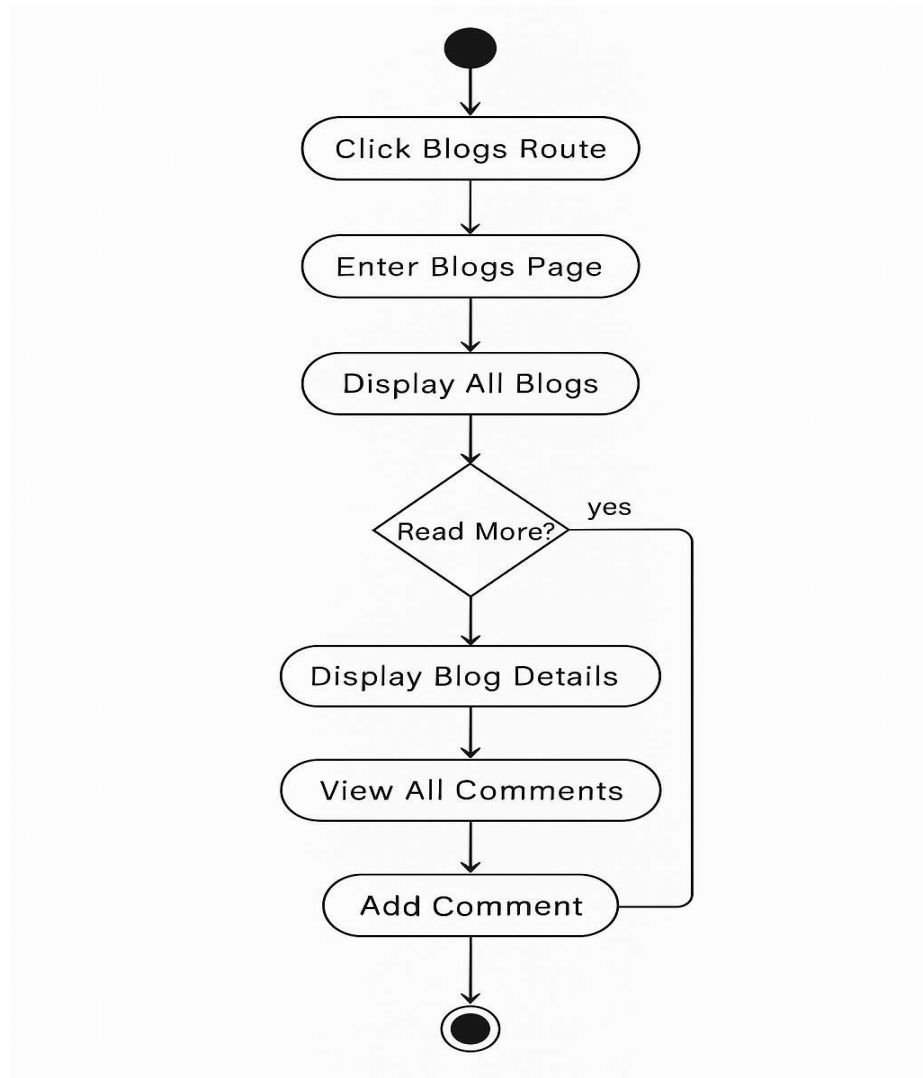 Click Blogs Route
Enter Blogs Page
Display All Blogs
yes
Read More?
Display Blog Details
View All Comments
Add Comment